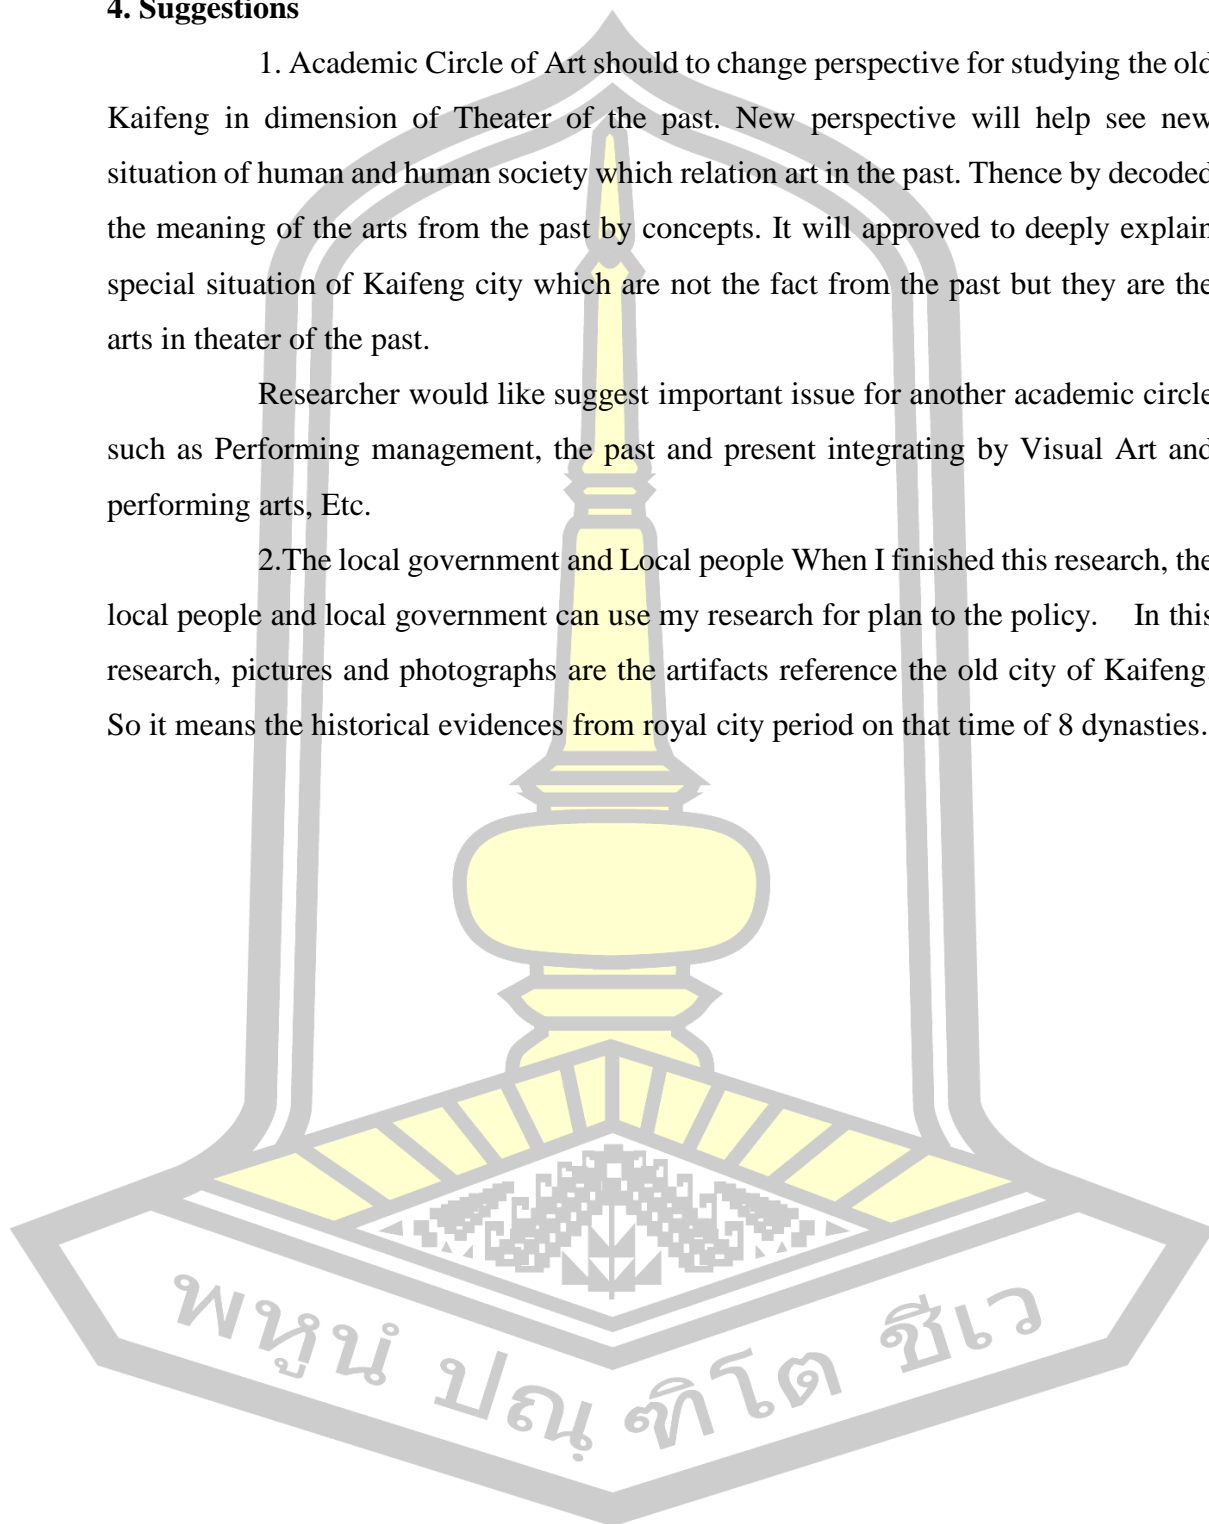 4. Suggestions
1. Academic Circle of Art should to change perspective for studying the old
Kaifeng in dimension of Theater of the past. New perspective will help see new
situation of human and human society which relation art in the past. Thence by decoded
the meaning of the arts from the past by concepts. It will approved to deeply explain
special situation of Kaifeng city which are not the fact from the past but they are the
arts in theater of the past.
Researcher would like suggest important issue for another academic circle
such as Performing management, the past and present integrating by Visual Art and
performing arts, Etc.
2.The local government and Local people When I finished this research, the
local people and local government can use my research for plan to the policy. In this
research, pictures and photographs are the artifacts reference the old city of Kaifeng.
So it means the historical evidences from royal city period on that time of 8 dynasties.
พหูนํ ปณฺฑิโต ชีเว